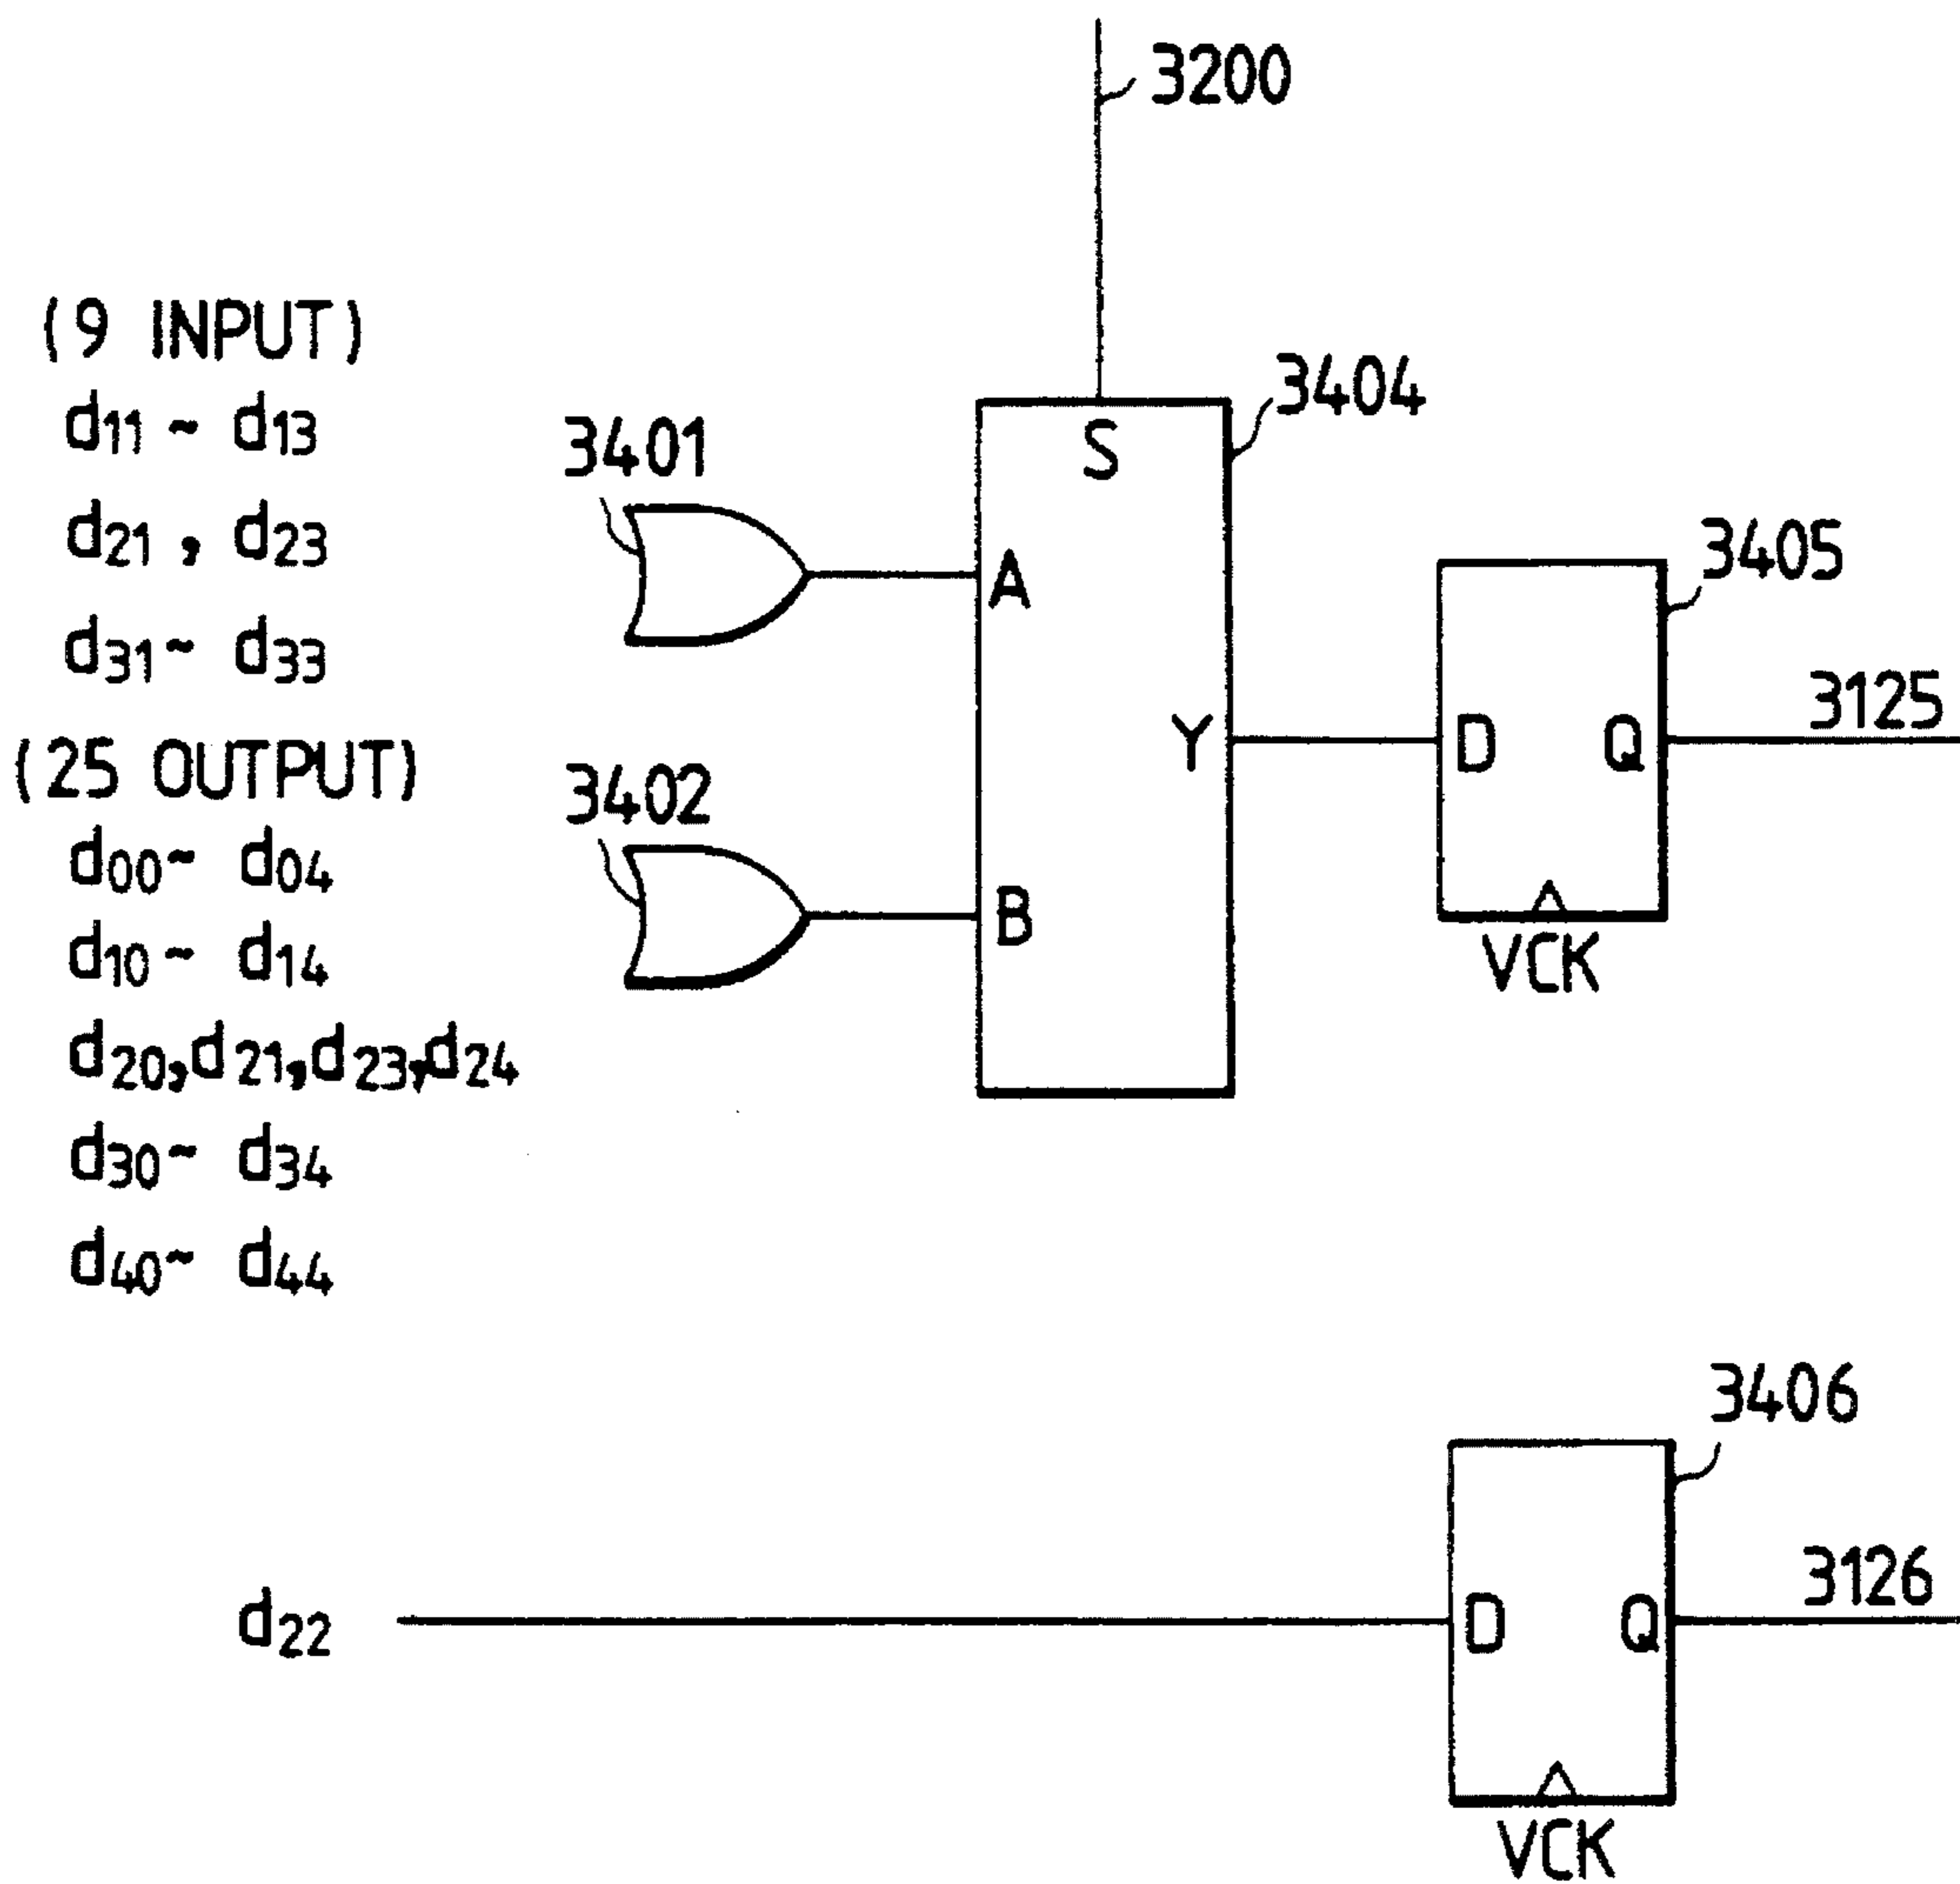 3200
(9 INPUT)
d11 ~ d13
d21 , d23
d31 ~ d33
(25 OUTPUT)
d00 ~ d04
d10 ~ d14
d20,d21,d23,d24
d30 ~ d34
d40 ~ d44
3401
3402
S
A
B
Y
3404
3405
D
Q
VCK
3125
d22
3406
D
Q
VCK
3126